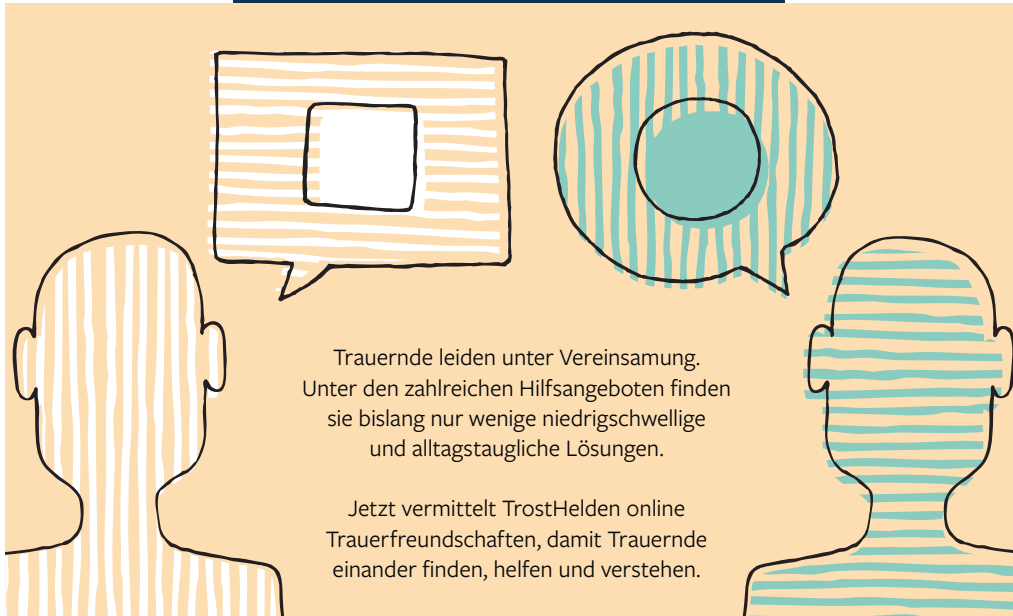 Trauernde leiden unter Vereinsamung.
Unter den zahlreichen Hilfsangeboten finden
sie bislang nur wenige niedrigschwellige
und alltagstaugliche Lösungen.
Jetzt vermittelt TrostHelden online
Trauerfreundschaften, damit Trauernde
einander finden, helfen und verstehen.